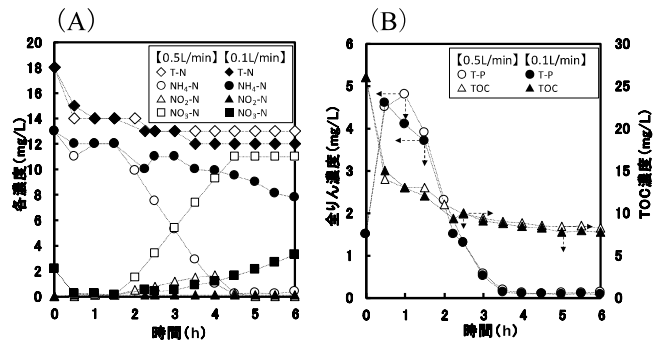 (A)
20
18
16
14
12
10
8
6
4
2
0
各濃度(mg/L)
【0.5L/min】【0.1L/min】
T-N T-N
NH₄-N NH₄-N
NO₂-N NO₂-N
NO₃-N NO₃-N
0 1 2 3 4 5 6
時間(h)
(B)
6
5
4
3
2
1
0
全りん濃度(mg/L)
【0.5L/min】【0.1L/min】
T-P T-P
TOC TOC
30
25
20
15
10
5
0
TOC濃度(mg/L)
0 1 2 3 4 5 6
時間(h)